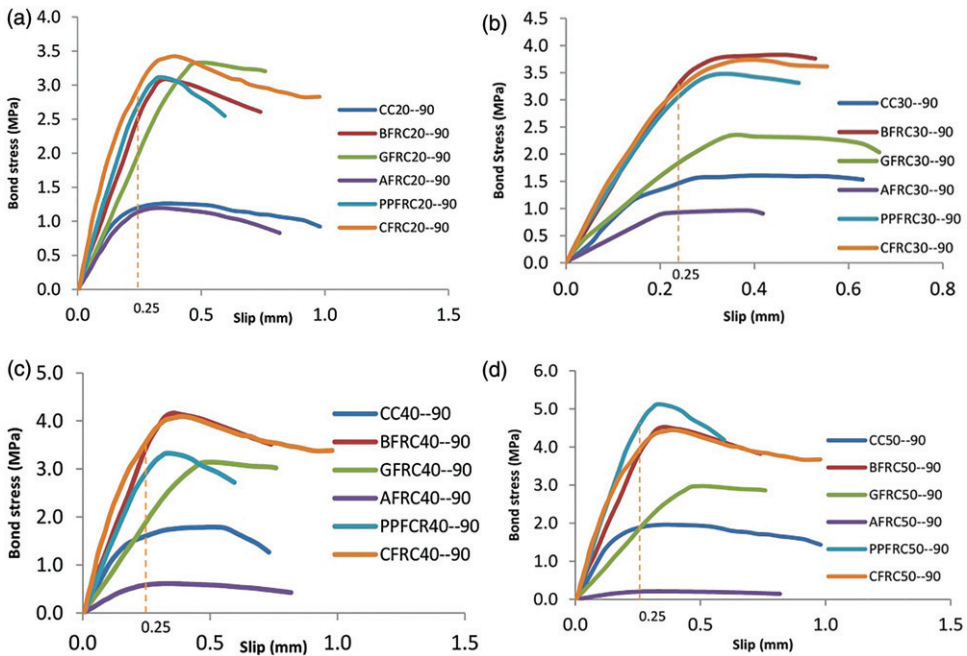 (a)
4.0
3.5
3.0
2.5
2.0
1.5
1.0
0.5
0.0
Bond stress (MPa)
0.0
0.25
0.5
1.0
1.5
Slip (mm)
CC20--90
BFRC20--90
GFRC20--90
AFRC20--90
PPFRC20--90
CFRC20--90
(b)
4.5
4.0
3.5
3.0
2.5
2.0
1.5
1.0
0.5
0.0
Bond Stress (MPa)
0.0
0.2
0.25
0.4
0.6
0.8
Slip (mm)
CC30--90
BFRC30--90
GFRC30--90
AFRC30--90
PPFRC30--90
CFRC30--90
(c)
5.0
4.0
3.0
2.0
1.0
0.0
Bond stress (MPa)
0.0
0.25
0.5
1.0
1.5
Slip (mm)
CC40--90
BFRC40--90
GFRC40--90
AFRC40--90
PPFCR40--90
CFRC40--90
(d)
6.0
5.0
4.0
3.0
2.0
1.0
0.0
Bond stress (MPa)
0.0
0.25
0.5
1.0
1.5
Slip (mm)
CC50--90
BFRC50--90
GFRC50--90
AFRC50--90
PPFRC50--90
CFRC50--90